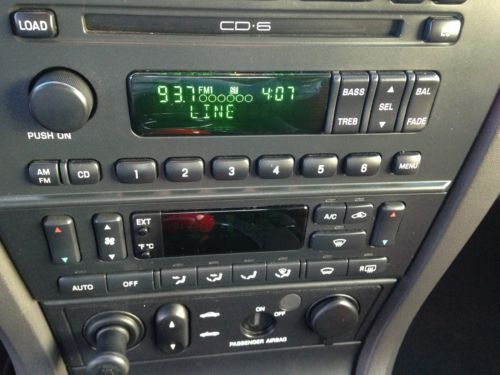 LOAD
CD·6
93.7 FM1 4:07
LINE
PUSH ON
BASS SEL BAL
TREB FADE
AM FM CD 1 2 3 4 5 6 MENU
EXT A/C
°F/°C
AUTO OFF R
ON OFF
PASSENGER AIRBAG